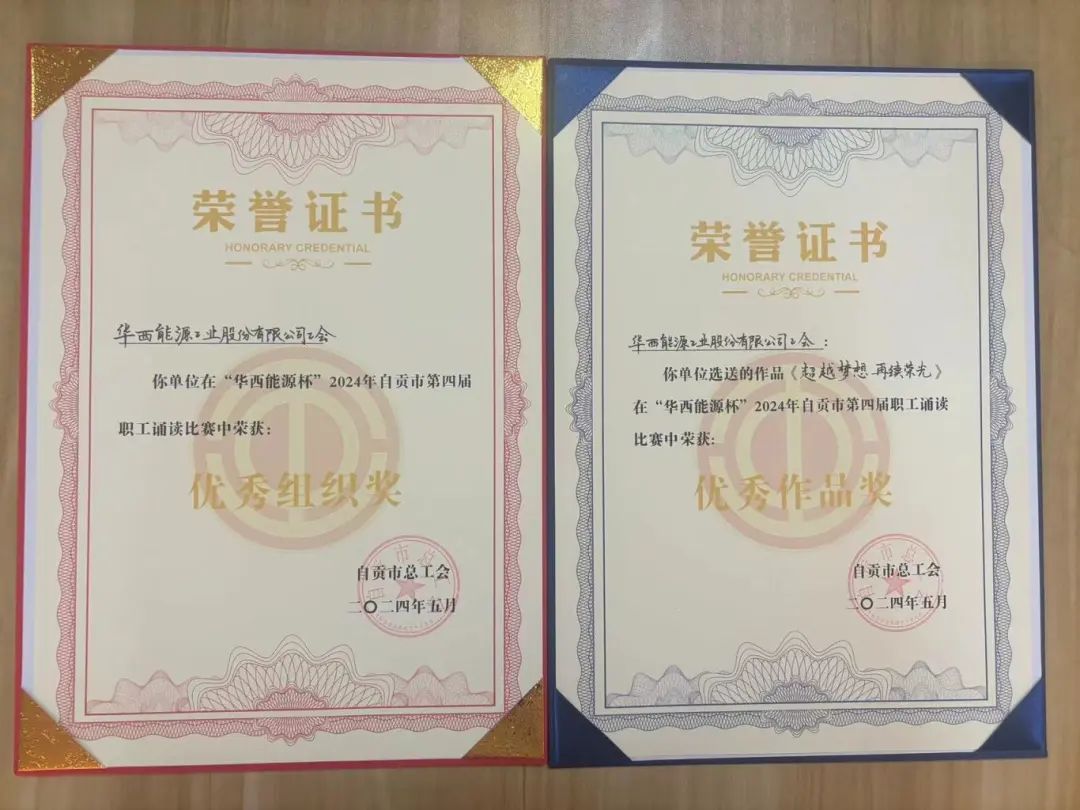 荣誉证书
HONORARY CREDENTIAL
华西能源工业股份有限公司工会
你单位在“华西能源杯”2024年自贡市第四届
职工诵读比赛中荣获：
优秀组织奖
自贡市总工会
二〇二四年五月
荣誉证书
HONORARY CREDENTIAL
华西能源工业股份有限公司工会：
你单位选送的作品《超越梦想 再续荣光》
在“华西能源杯”2024年自贡市第四届职工诵读
比赛中荣获：
优秀作品奖
自贡市总工会
二〇二四年五月